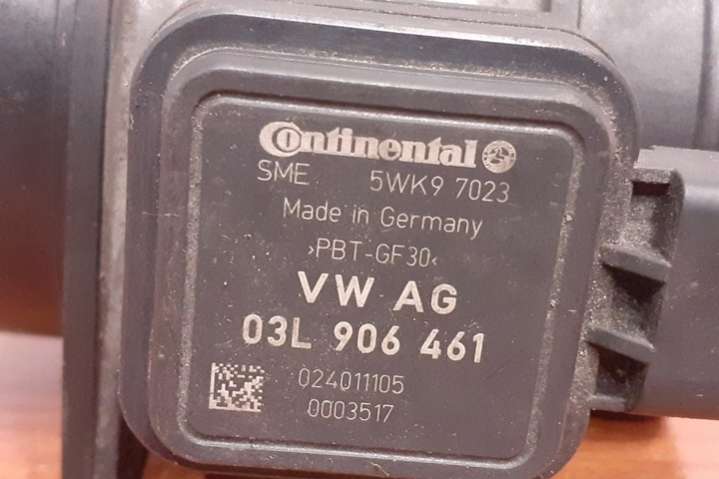 Continental
SME 5WK9 7023
Made in Germany
>PBT-GF30<
VW AG
03L 906 461
024011105
0003517